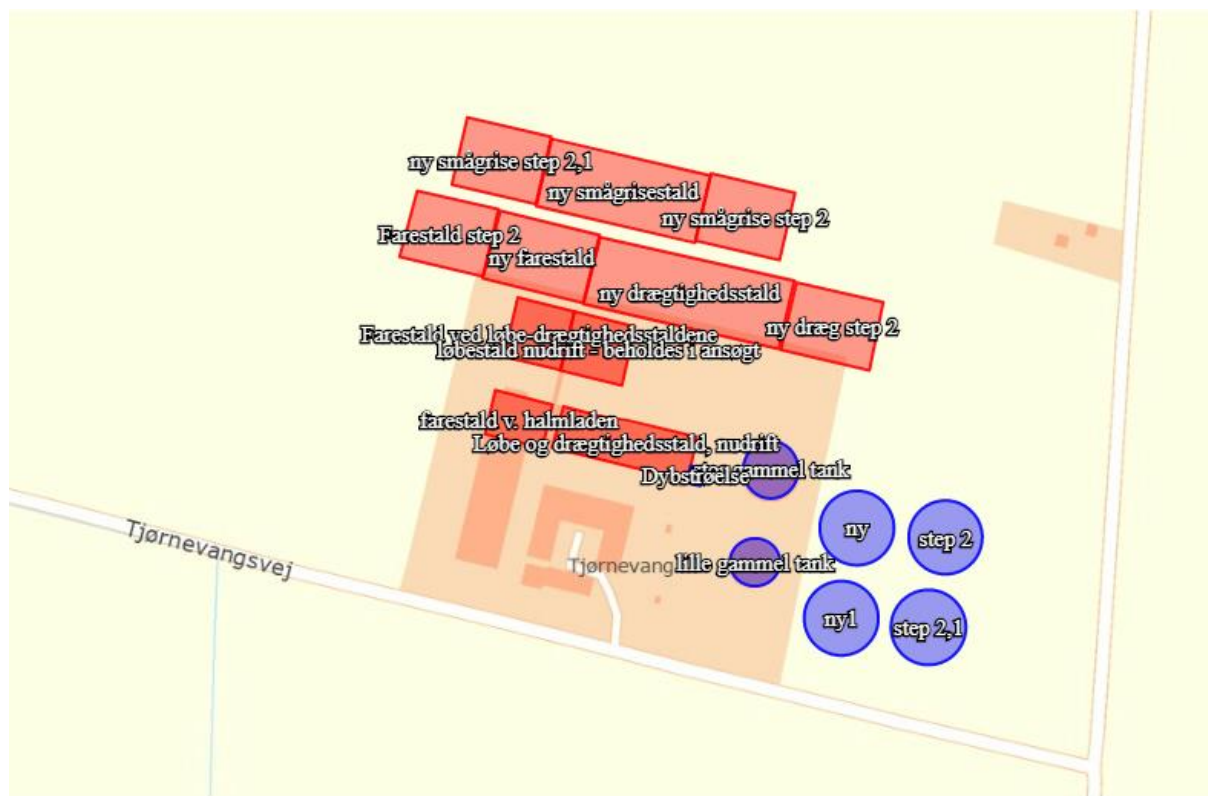 ny smågrise step 2,1
ny smågrisestald
ny smågrise step 2
Farestald step 2
ny farestald
ny drægtighedsstald
ny dræg step 2
Farestald ved løbe-drægtighedsstaldene
løbestald nudrift - beholdes i ansøgt
farestald v. halmladen
Løbe og drægtighedsstald, nudrift
gammel tank
Dybstrøelse
ny
step 2
Tjørnevangsvej
lille gammel tank
ny1
step 2,1